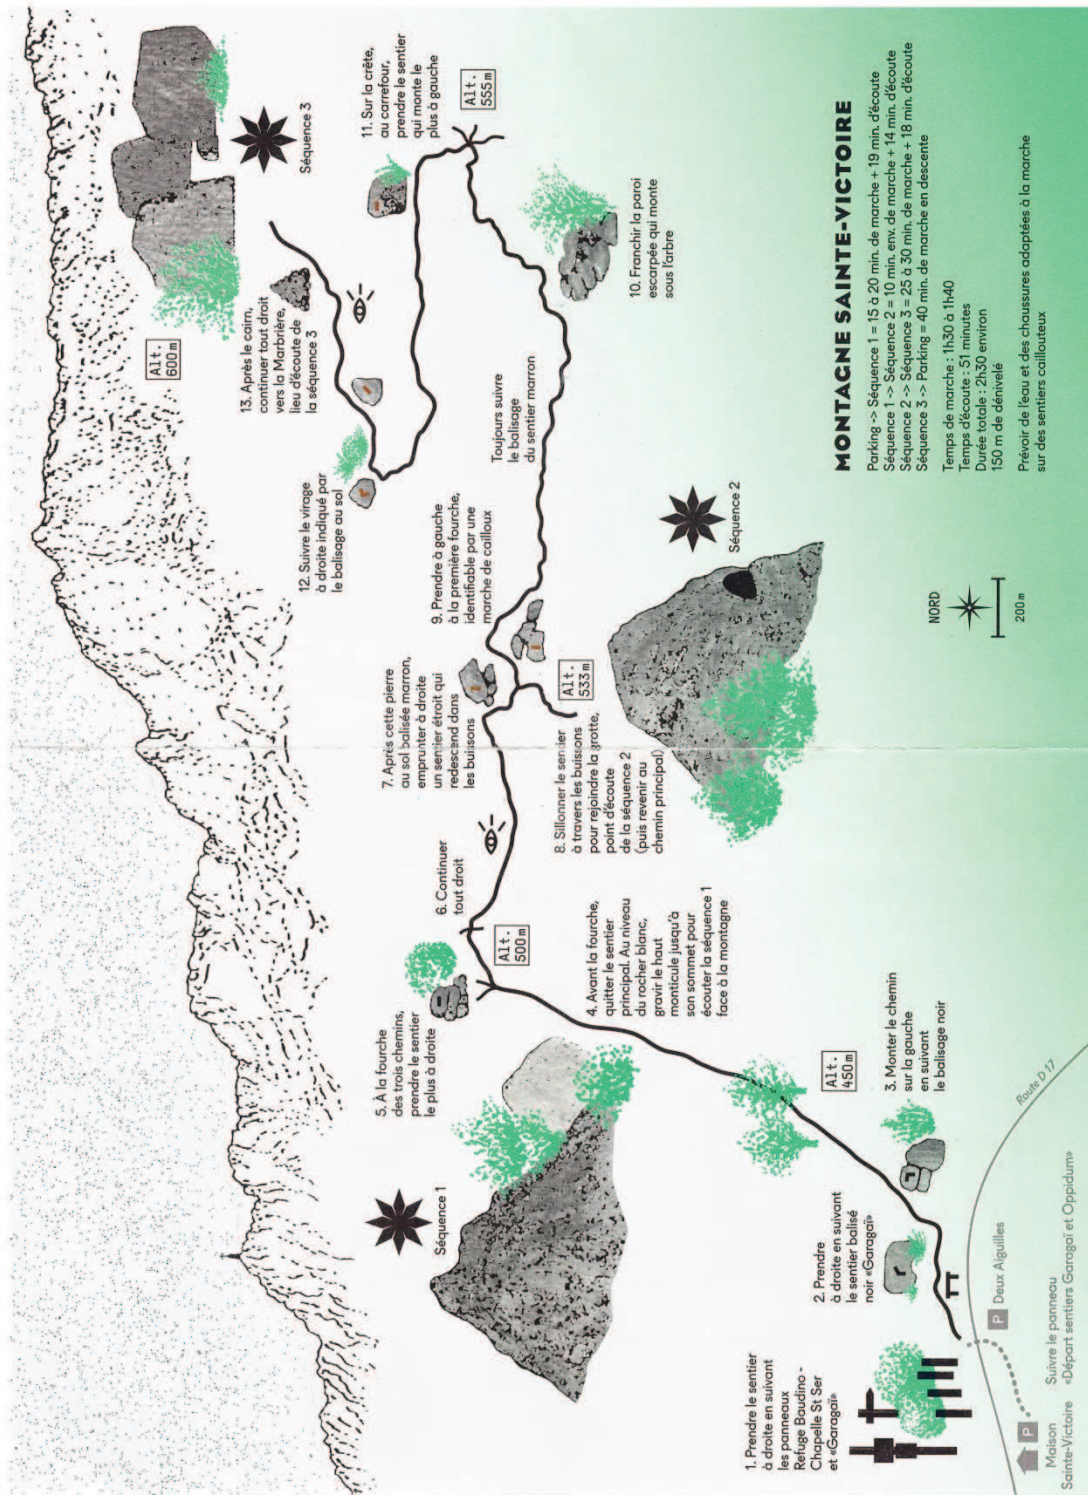 MONTAGNE SAINTE-VICTOIRE
Parking -> Séquence 1 = 15 à 20 min. de marche + 19 min. d'écoute
Séquence 1 -> Séquence 2 = 10 min. env. de marche + 14 min. d'écoute
Séquence 2 -> Séquence 3 = 25 à 30 min. de marche + 18 min. d'écoute
Séquence 3 -> Parking = 40 min. de marche en descente
Temps de marche : 1h30 à 1h40
Temps d'écoute : 51 minutes
Durée totale : 2h30 environ
150 m de dénivelé
Prévoir de l'eau et des chaussures adaptées à la marche
sur des sentiers caillouteux
1. Prendre le sentier
à droite en suivant
les panneaux
Refuge Baudino -
Chapelle St Ser
et «Garagaï»
2. Prendre
à droite en suivant
le sentier balisé
noir «Garagaï»
3. Monter le chemin
sur la gauche
en suivant
le balisage noir
Alt.
450m
4. Avant la fourche,
quitter le sentier
principal. Au niveau
du rocher blanc,
gravir le haut
monticule jusqu'à
son sommet pour
écouter la séquence 1
face à la montagne
Séquence 1
5. À la fourche
des trois chemins,
prendre le sentier
le plus à droite
Alt.
500m
6. Continuer
tout droit
7. Après cette pierre
au sol balisée marron,
emprunter à droite
un sentier étroit qui
redescend dans
les buissons
8. Sillonner le sentier
à travers les buissons
pour rejoindre la grotte,
point d'écoute
de la séquence 2
(puis revenir au
chemin principal)
Alt.
533m
Séquence 2
9. Prendre à gauche
à la première fourche,
identifiable par une
marche de cailloux
Toujours suivre
le balisage
du sentier marron
10. Franchir la paroi
escarpée qui monte
sous l'arbre
Alt.
555m
11. Sur la crête,
au carrefour,
prendre le sentier
qui monte le
plus à gauche
12. Suivre le virage
à droite indiqué par
le balisage au sol
13. Après le cairn,
continuer tout droit
vers la Marbrière,
lieu d'écoute de
la séquence 3
Alt.
600m
Séquence 3
NORD
200m
Route D 17
P Deux Aiguilles
P
Maison
Sainte-Victoire
Suivre le panneau
«Départ sentiers Garagaï et Oppidum»